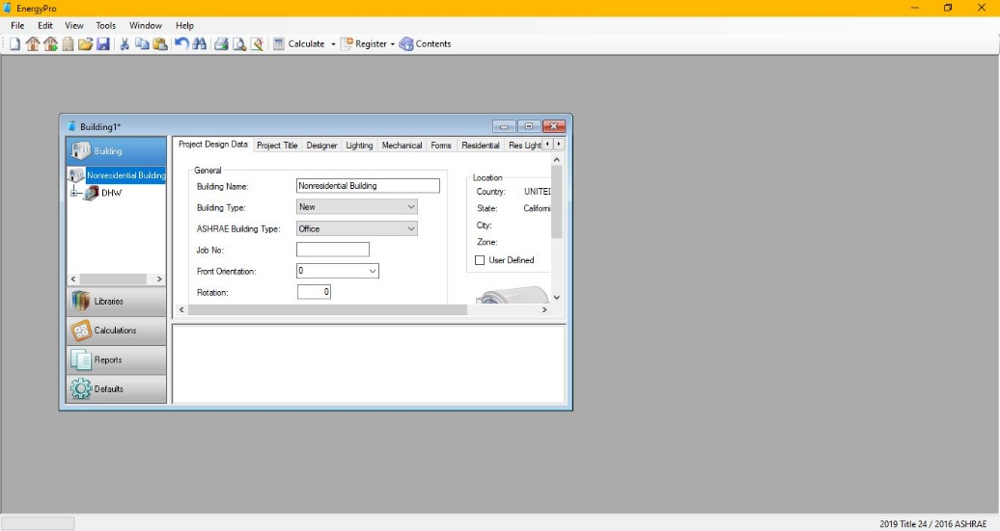 EnergyPro
File Edit View Tools Window Help
Calculate Register Contents
Building1*
Building
Project Design Data Project Title Designer Lighting Mechanical Forms Residential Res Light
Nonresidential Building
DHW
General
Building Name: Nonresidential Building
Building Type: New
ASHRAE Building Type: Office
Job No:
Front Orientation: 0
Rotation: 0
Location
Country: UNITE
State: Californi
City:
Zone:
User Defined
Libraries
Calculations
Reports
Defaults
2019 Title 24 / 2016 ASHRAE